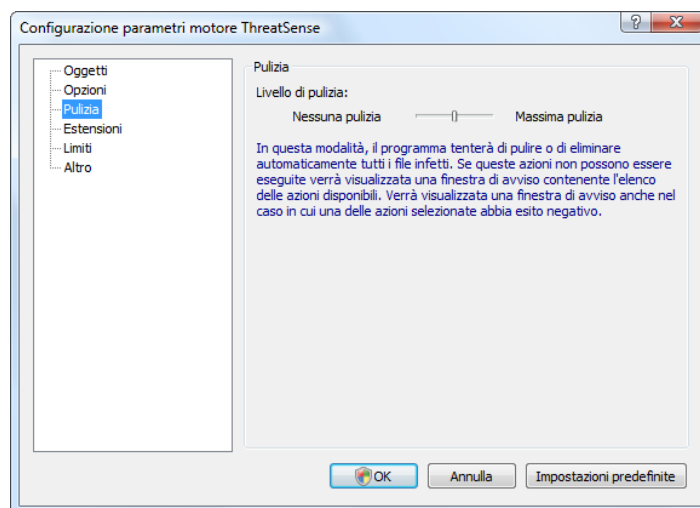 Configurazione parametri motore ThreatSense
Oggetti
Opzioni
Pulizia
Estensioni
Limiti
Altro
Pulizia
Livello di pulizia:
Nessuna pulizia
Massima pulizia
In questa modalità, il programma tenterà di pulire o di eliminare
automaticamente tutti i file infetti. Se queste azioni non possono essere
eseguite verrà visualizzata una finestra di avviso contenente l'elenco
delle azioni disponibili. Verrà visualizzata una finestra di avviso anche nel
caso in cui una delle azioni selezionate abbia esito negativo.
OK
Annulla
Impostazioni predefinite